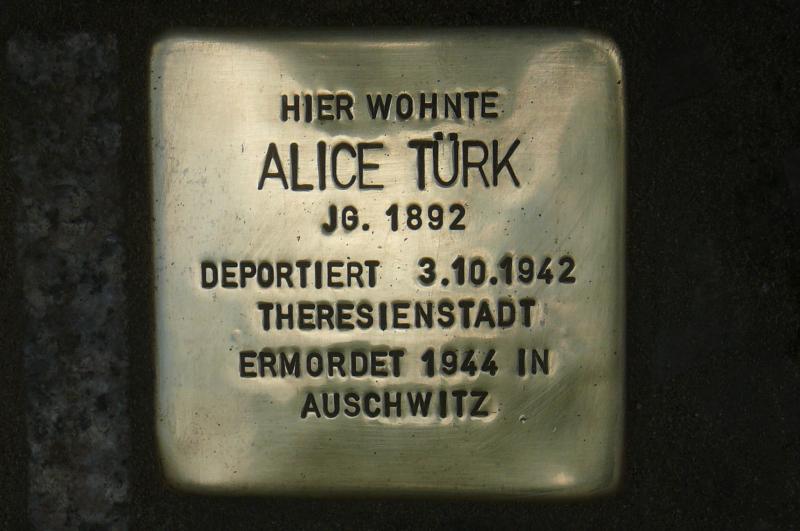 HIER WOHNTE
ALICE TÜRK
JG. 1892
DEPORTIERT 3.10.1942
THERESIENSTADT
ERMORDET 1944 IN
AUSCHWITZ